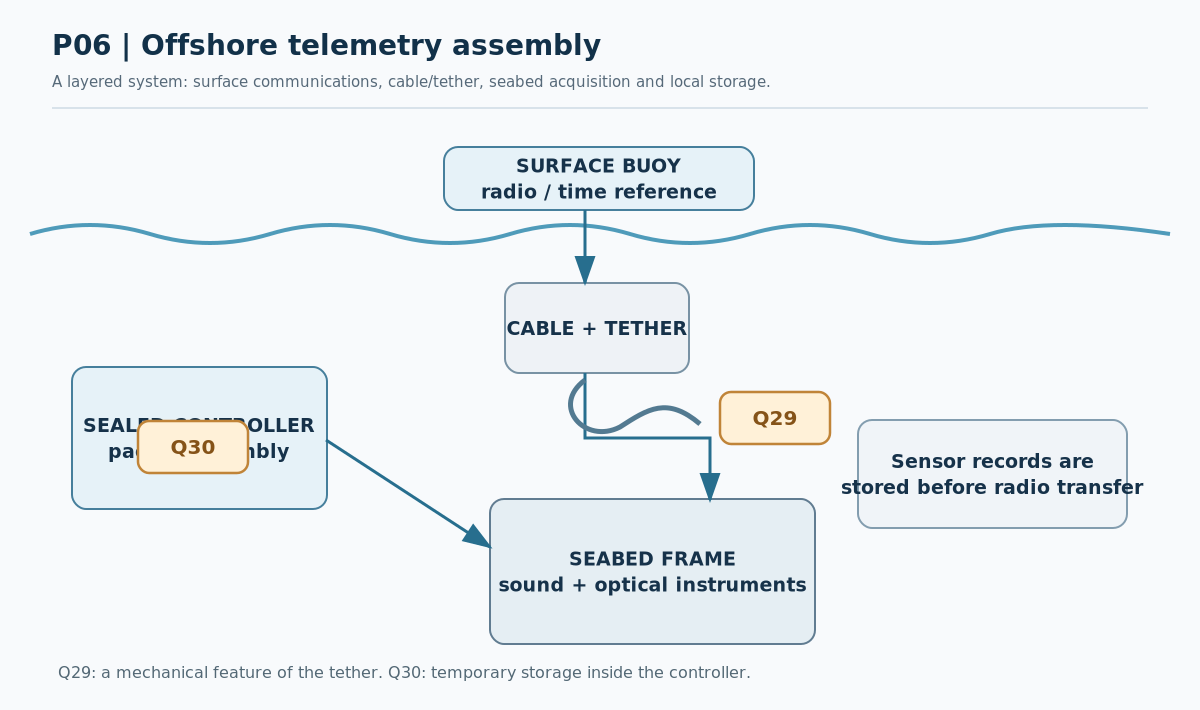 P06 | Offshore telemetry assembly
A layered system: surface communications, cable/tether, seabed acquisition and local storage.
SURFACE BUOY
radio / time reference
CABLE + TETHER
Q29
SEALED CONTROLLER
Q30
Sensor records are
stored before radio transfer
SEABED FRAME
sound + optical instruments
Q29: a mechanical feature of the tether. Q30: temporary storage inside the controller.